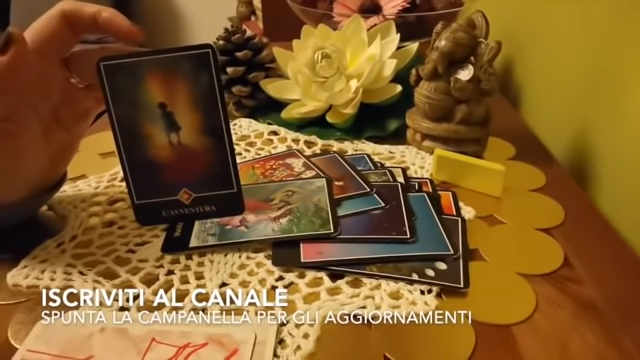 L'AVVENTURA
ISCRIVITI AL CANALE
SPUNTA LA CAMPANELLA PER GLI AGGIORNAMENTI